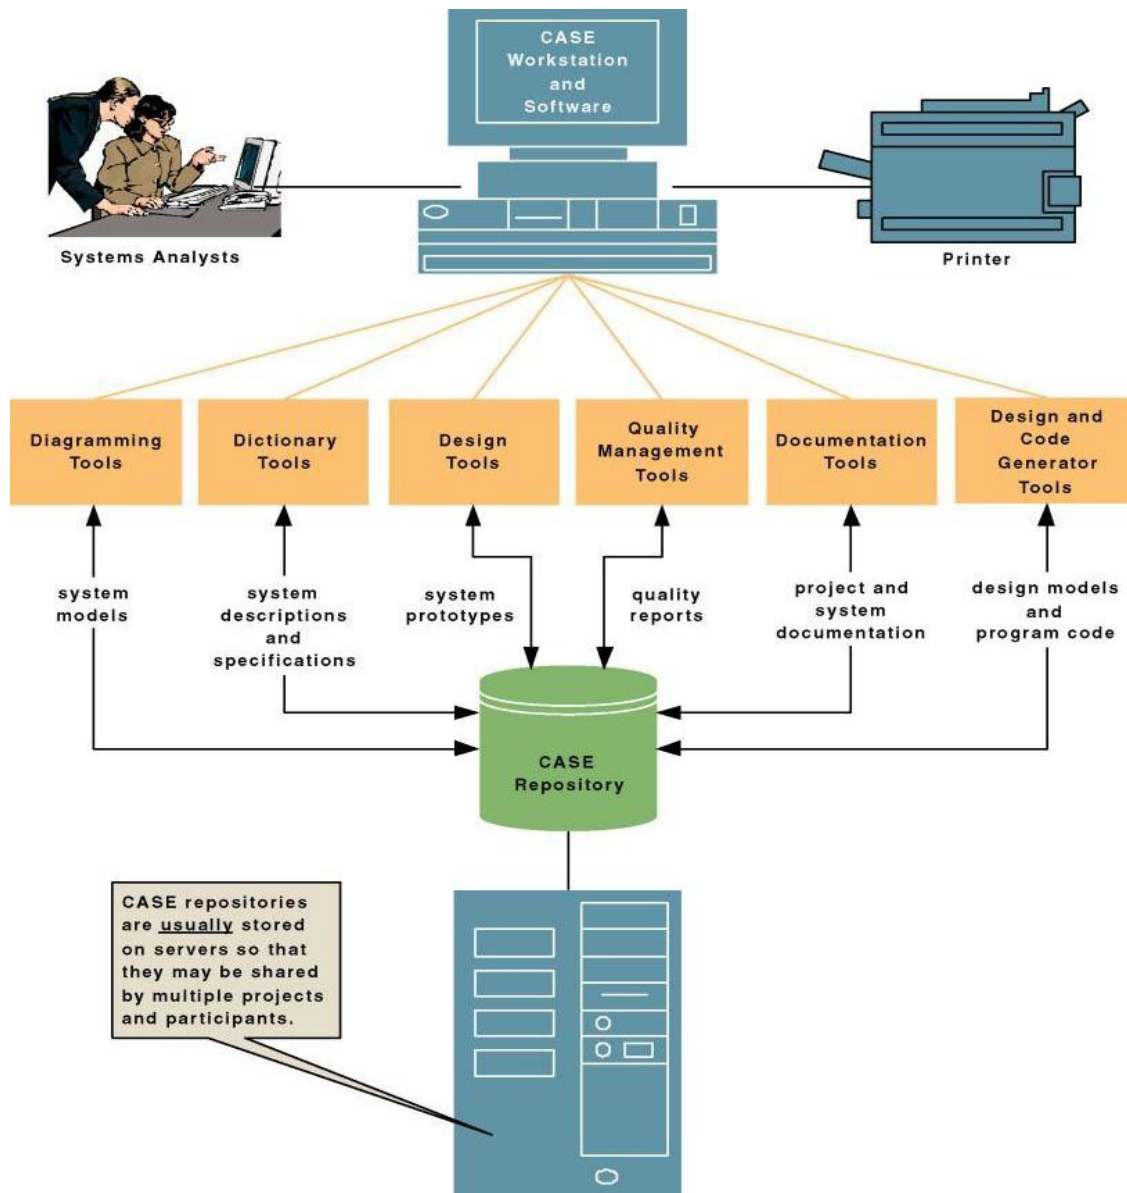 CASE
Workstation
and
Software
Systems Analysts
Printer
Diagramming
Tools
Dictionary
Tools
Design
Tools
Quality
Management
Tools
Documentation
Tools
Design and
Code
Generator
Tools
system
models
system
descriptions
and
specifications
system
prototypes
quality
reports
project and
system
documentation
design models
and
program code
CASE
Repository
CASE repositories
are usually stored
on servers so that
they may be shared
by multiple projects
and participants.